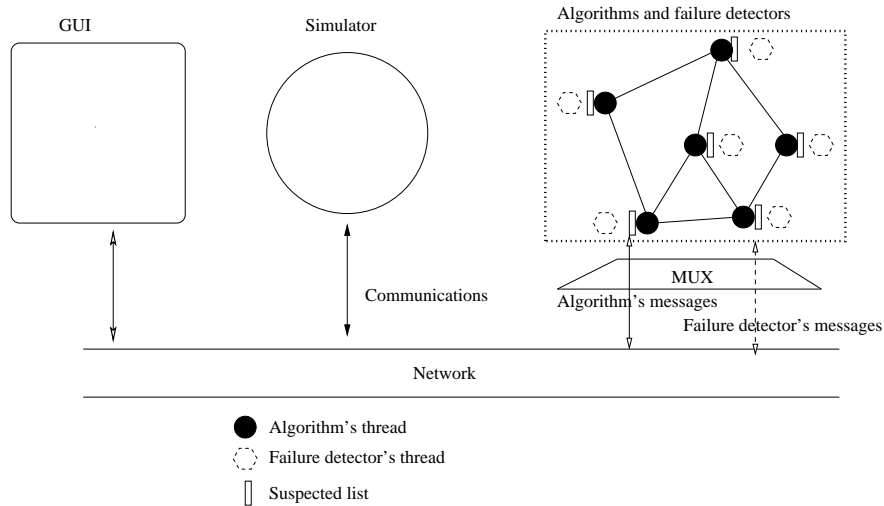 GUI
Simulator
Algorithms and failure detectors
MUX
Communications
Algorithm's messages
Failure detector's messages
Network
Algorithm's thread
Failure detector's thread
Suspected list